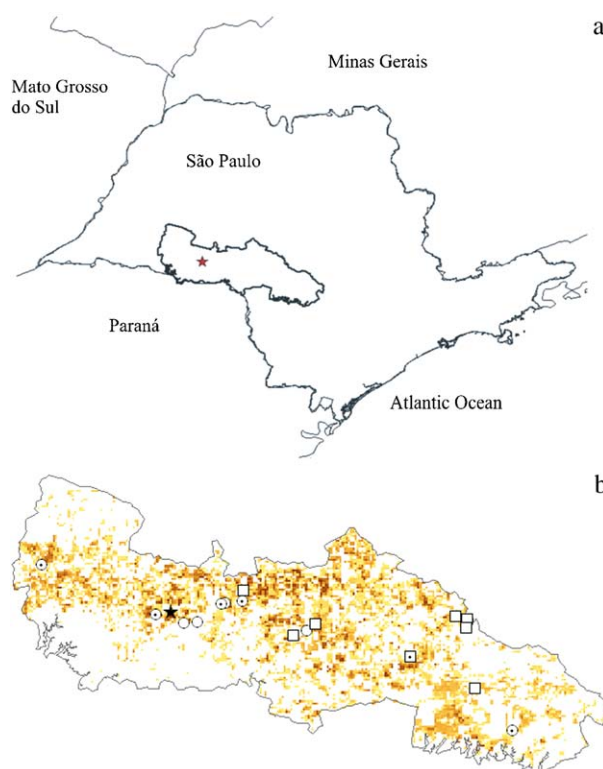 a
Minas Gerais
Mato Grosso
do Sul
São Paulo
Paraná
Atlantic Ocean
b